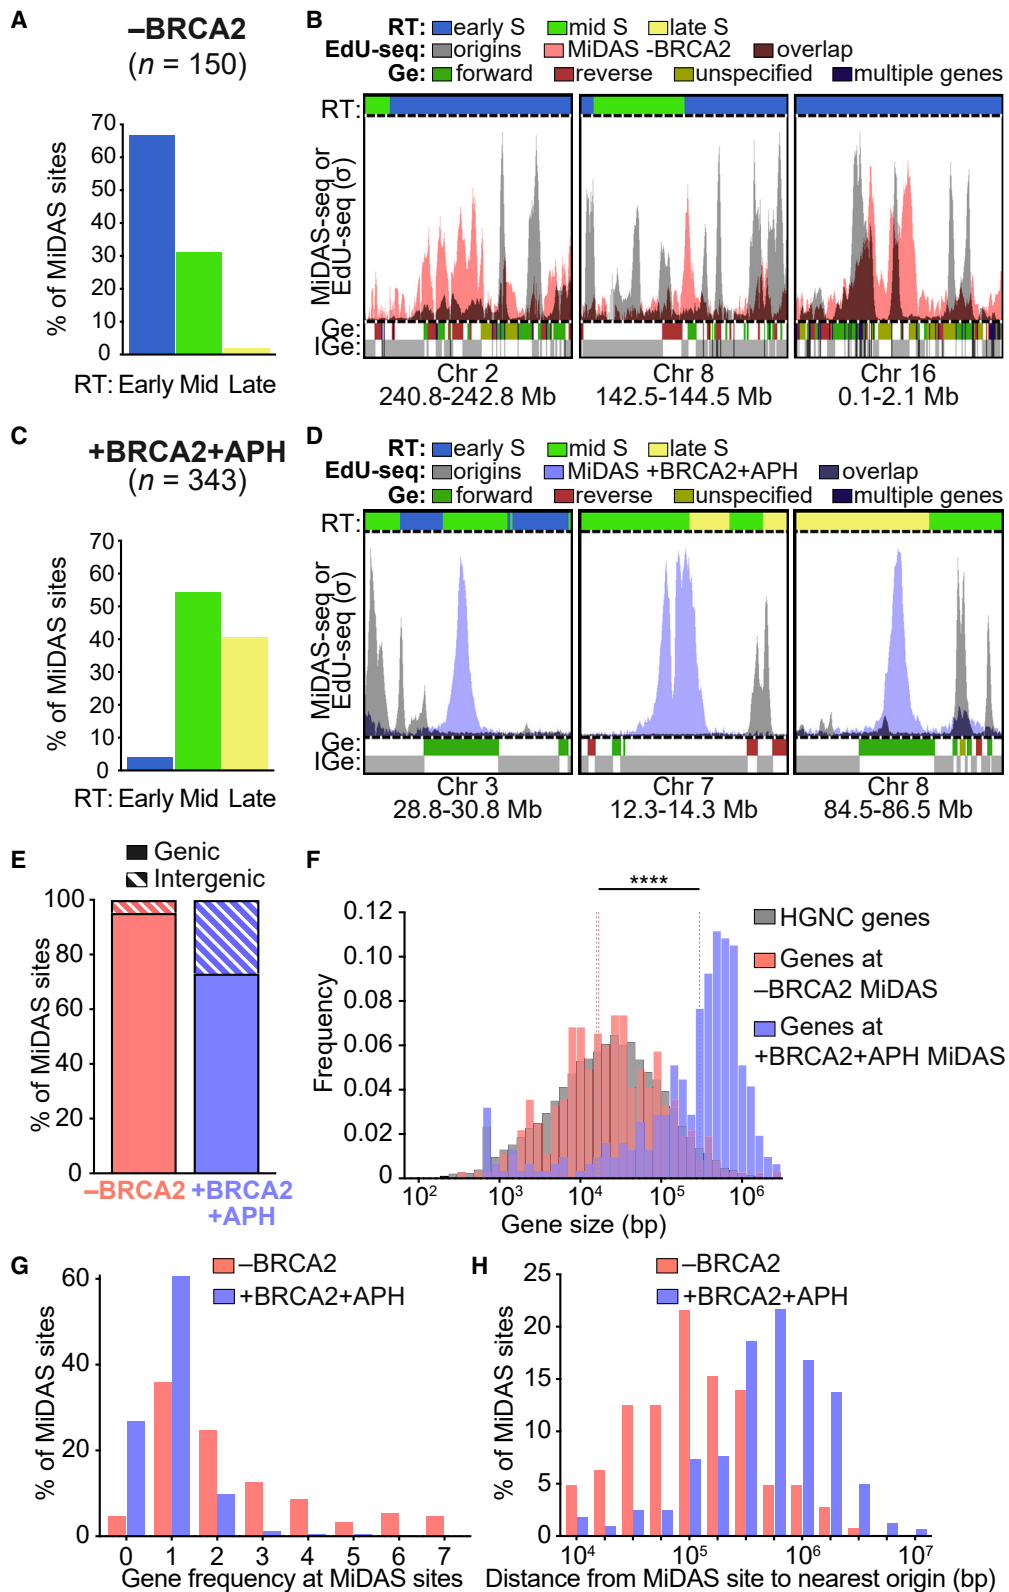 A
–BRCA2
(n = 150)
% of MiDAS sites
70
60
50
40
30
20
10
0
RT: Early Mid Late
B
RT: early S mid S late S
EdU-seq: origins MiDAS -BRCA2 overlap
Ge: forward reverse unspecified multiple genes
RT:
MiDAS-seq or
EdU-seq (σ)
Ge:
IGe:
Chr 2
240.8-242.8 Mb
Chr 8
142.5-144.5 Mb
Chr 16
0.1-2.1 Mb
C
+BRCA2+APH
(n = 343)
% of MiDAS sites
70
60
50
40
30
20
10
0
RT: Early Mid Late
D
RT: early S mid S late S
EdU-seq: origins MiDAS +BRCA2+APH overlap
Ge: forward reverse unspecified multiple genes
RT:
MiDAS-seq or
EdU-seq (σ)
Ge:
IGe:
Chr 3
28.8-30.8 Mb
Chr 7
12.3-14.3 Mb
Chr 8
84.5-86.5 Mb
E
Genic
Intergenic
% of MiDAS sites
100
80
60
40
20
0
–BRCA2
+BRCA2
+APH
F
****
Frequency
0.12
0.10
0.08
0.06
0.04
0.02
0
10² 10³ 10⁴ 10⁵ 10⁶
Gene size (bp)
HGNC genes
Genes at
–BRCA2 MiDAS
Genes at
+BRCA2+APH MiDAS
G
–BRCA2
+BRCA2+APH
% of MiDAS sites
60
40
20
0
0 1 2 3 4 5 6 7
Gene frequency at MiDAS sites
H
–BRCA2
+BRCA2+APH
% of MiDAS sites
25
20
15
10
5
0
10⁴ 10⁵ 10⁶ 10⁷
Distance from MiDAS site to nearest origin (bp)